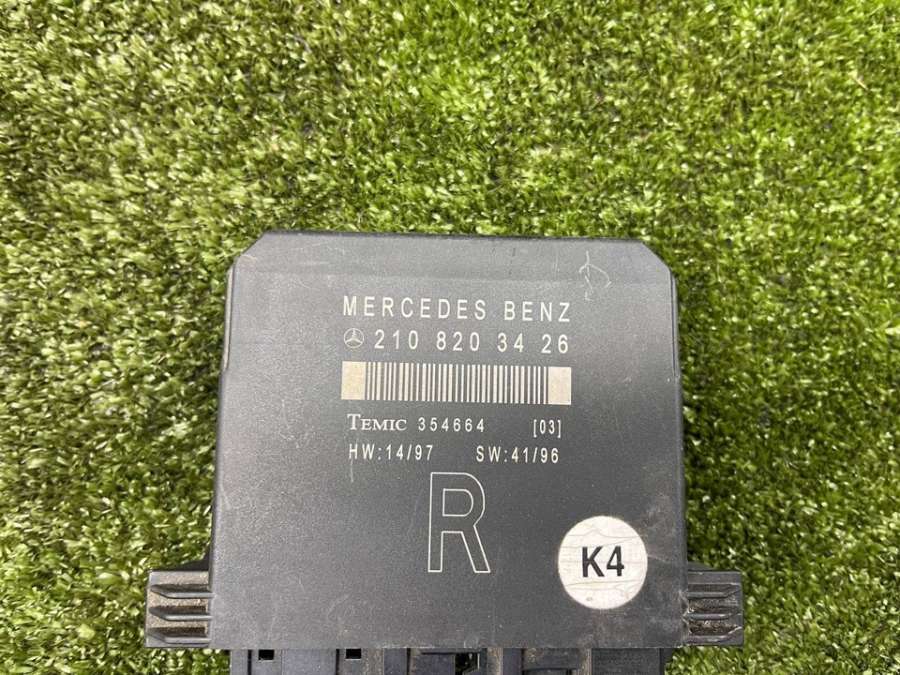 MERCEDES BENZ
210 820 34 26
TEMIC 354664 [03]
HW:14/97 SW:41/96
R
K4